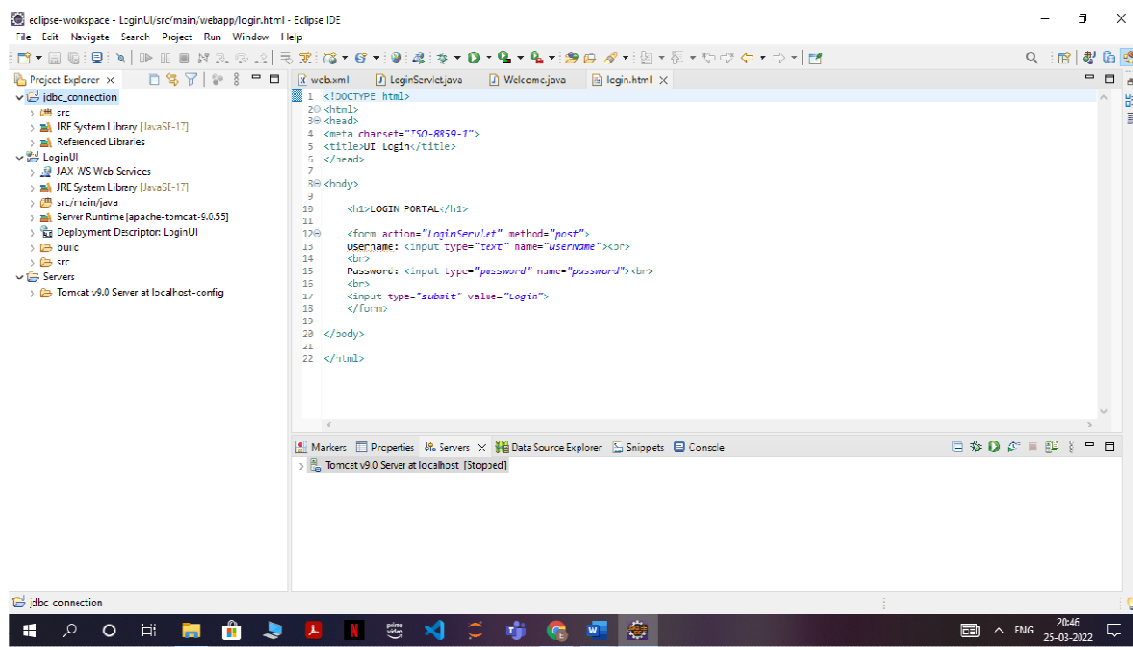 eclipse-workspace - LoginUI/src/main/webapp/login.html - Eclipse IDE
File Edit Navigate Search Project Run Window Help
Project Explorer
web.xml LoginServlet.java Welcome.java login.html
jdbc_connection
src
JRE System Library [JavaSE-17]
Referenced Libraries
LoginUI
JAX-WS Web Services
JRE System Library [JavaSE-17]
src/main/java
Server Runtime [apache-tomcat-9.0.55]
Deployment Descriptor: LoginUI
build
src
Servers
Tomcat v9.0 Server at localhost-config
1 <!DOCTYPE html>
2 <html>
3 <head>
4 <meta charset="ISO-8859-1">
5 <title>UI Login</title>
6 </head>
7
8 <body>
9
10 <h1>LOGIN PORTAL</h1>
11
12 <form action="LoginServlet" method="post">
13 Username: <input type="text" name="username"><br>
14 <br>
15 Password: <input type="password" name="password"><br>
16 <br>
17 <input type="submit" value="Login">
18 </form>
19
20 </body>
21
22 </html>
Markers Properties Servers Data Source Explorer Snippets Console
Tomcat v9.0 Server at localhost [Stopped]
jdbc_connection
prime video
ENG
20:46
25-03-2022